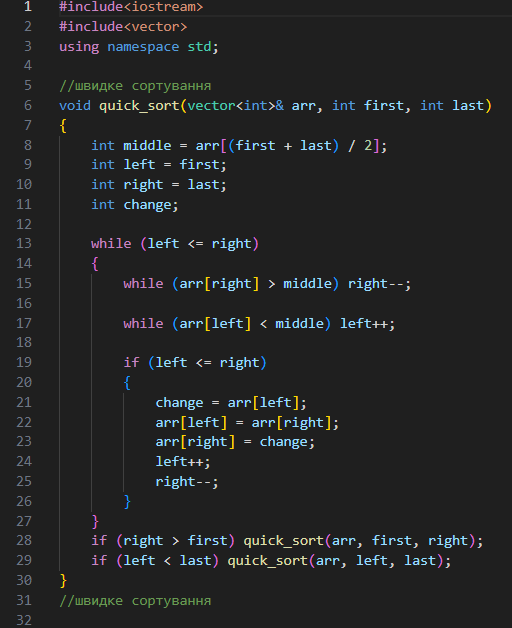 1 #include<iostream>
2 #include<vector>
3 using namespace std;
4
5 //швидке сортування
6 void quick_sort(vector<int>& arr, int first, int last)
7 {
8     int middle = arr[(first + last) / 2];
9     int left = first;
10     int right = last;
11     int change;
12
13     while (left <= right)
14     {
15         while (arr[right] > middle) right--;
16
17         while (arr[left] < middle) left++;
18
19         if (left <= right)
20         {
21             change = arr[left];
22             arr[left] = arr[right];
23             arr[right] = change;
24             left++;
25             right--;
26         }
27     }
28     if (right > first) quick_sort(arr, first, right);
29     if (left < last) quick_sort(arr, left, last);
30 }
31 //швидке сортування
32